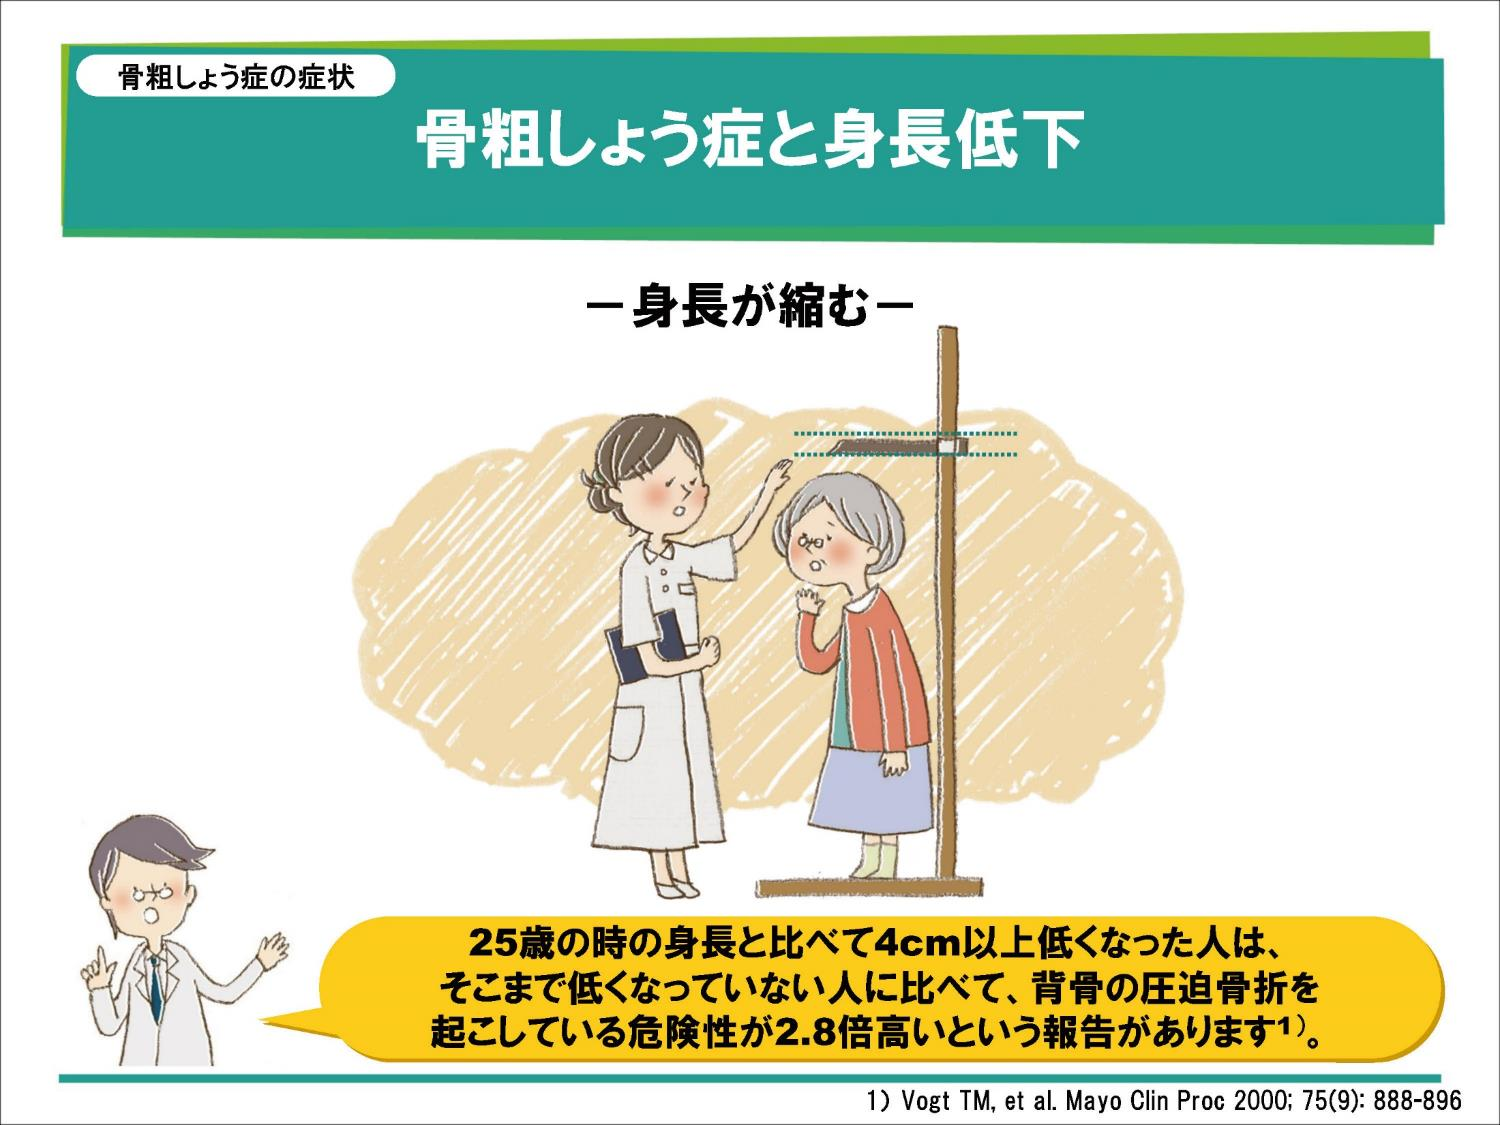 骨粗しょう症の症状
骨粗しょう症と身長低下
－身長が縮む－
25歳の時の身長と比べて4cm以上低くなった人は、
そこまで低くなっていない人に比べて、背骨の圧迫骨折を
起こしている危険性が2.8倍高いという報告があります1)。
1) Vogt TM, et al. Mayo Clin Proc 2000; 75(9): 888-896